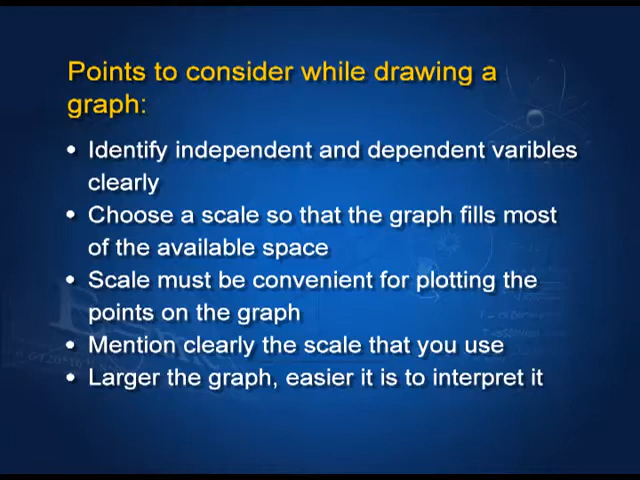 Points to consider while drawing a
graph:
• Identify independent and dependent varibles
clearly
• Choose a scale so that the graph fills most
of the available space
• Scale must be convenient for plotting the
points on the graph
• Mention clearly the scale that you use
• Larger the graph, easier it is to interpret it